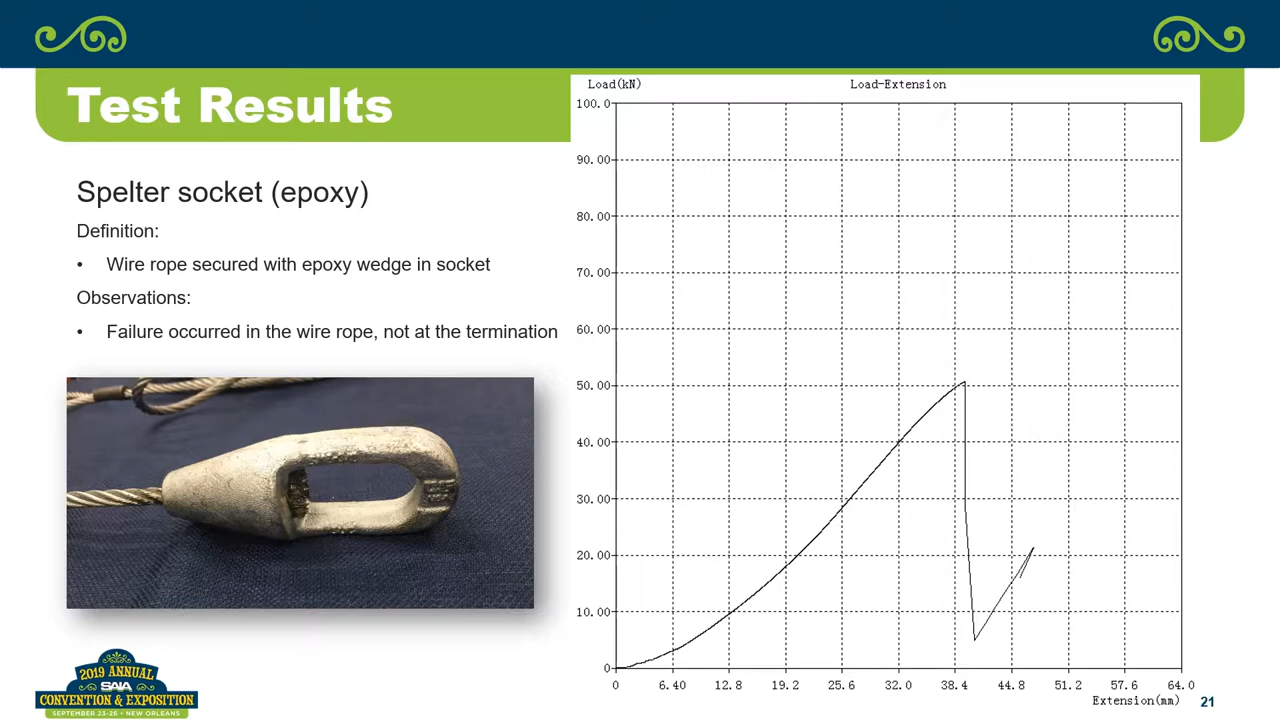 Test Results
Spelter socket (epoxy)
Definition:
• Wire rope secured with epoxy wedge in socket
Observations:
• Failure occurred in the wire rope, not at the termination
Load(kN)
Load-Extension
100.0
90.00
80.00
70.00
60.00
50.00
40.00
30.00
20.00
10.00
0
0 6.40 12.8 19.2 25.6 32.0 38.4 44.8 51.2 57.6 64.0
Extension(mm)
2019 ANNUAL
SAIA
CONVENTION & EXPOSITION
SEPTEMBER 23-26 • NEW ORLEANS
21